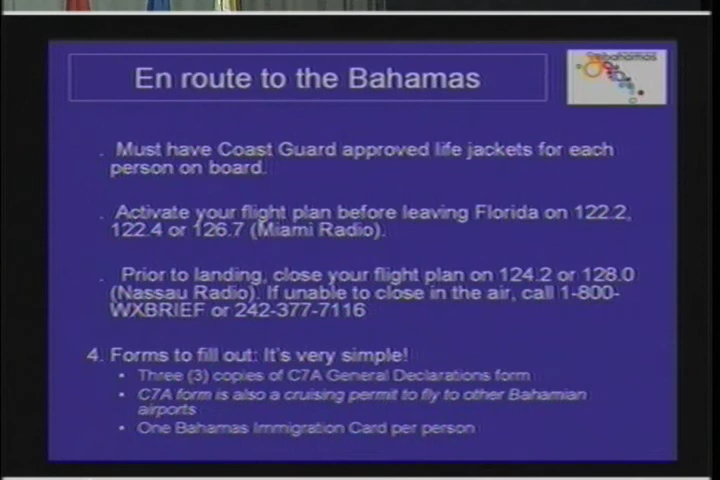 En route to the Bahamas
bahamas
. Must have Coast Guard approved life jackets for each
person on board.
. Activate your flight plan before leaving Florida on 122.2,
122.4 or 126.7 (Miami Radio).
. Prior to landing, close your flight plan on 124.2 or 128.0
(Nassau Radio). If unable to close in the air, call 1-800-
WXBRIEF or 242-377-7116
4. Forms to fill out: It's very simple!
• Three (3) copies of C7A General Declarations form
• C7A form is also a cruising permit to fly to other Bahamian
airports
• One Bahamas Immigration Card per person